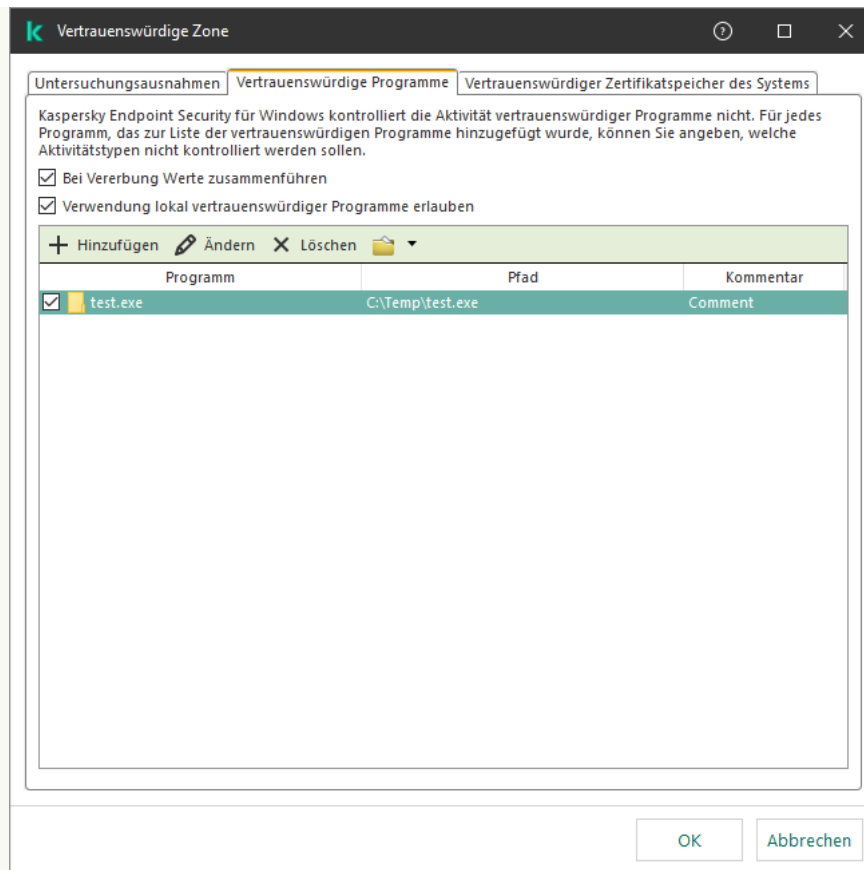 Vertrauenswürdige Zone
Untersuchungsausnahmen
Vertrauenswürdige Programme
Vertrauenswürdiger Zertifikatspeicher des Systems
Kaspersky Endpoint Security für Windows kontrolliert die Aktivität vertrauenswürdiger Programme nicht. Für jedes
Programm, das zur Liste der vertrauenswürdigen Programme hinzugefügt wurde, können Sie angeben, welche
Aktivitätstypen nicht kontrolliert werden sollen.
Bei Vererbung Werte zusammenführen
Verwendung lokal vertrauenswürdiger Programme erlauben
Hinzufügen Ändern Löschen
Programm Pfad Kommentar
test.exe C:\Temp\test.exe Comment
OK Abbrechen